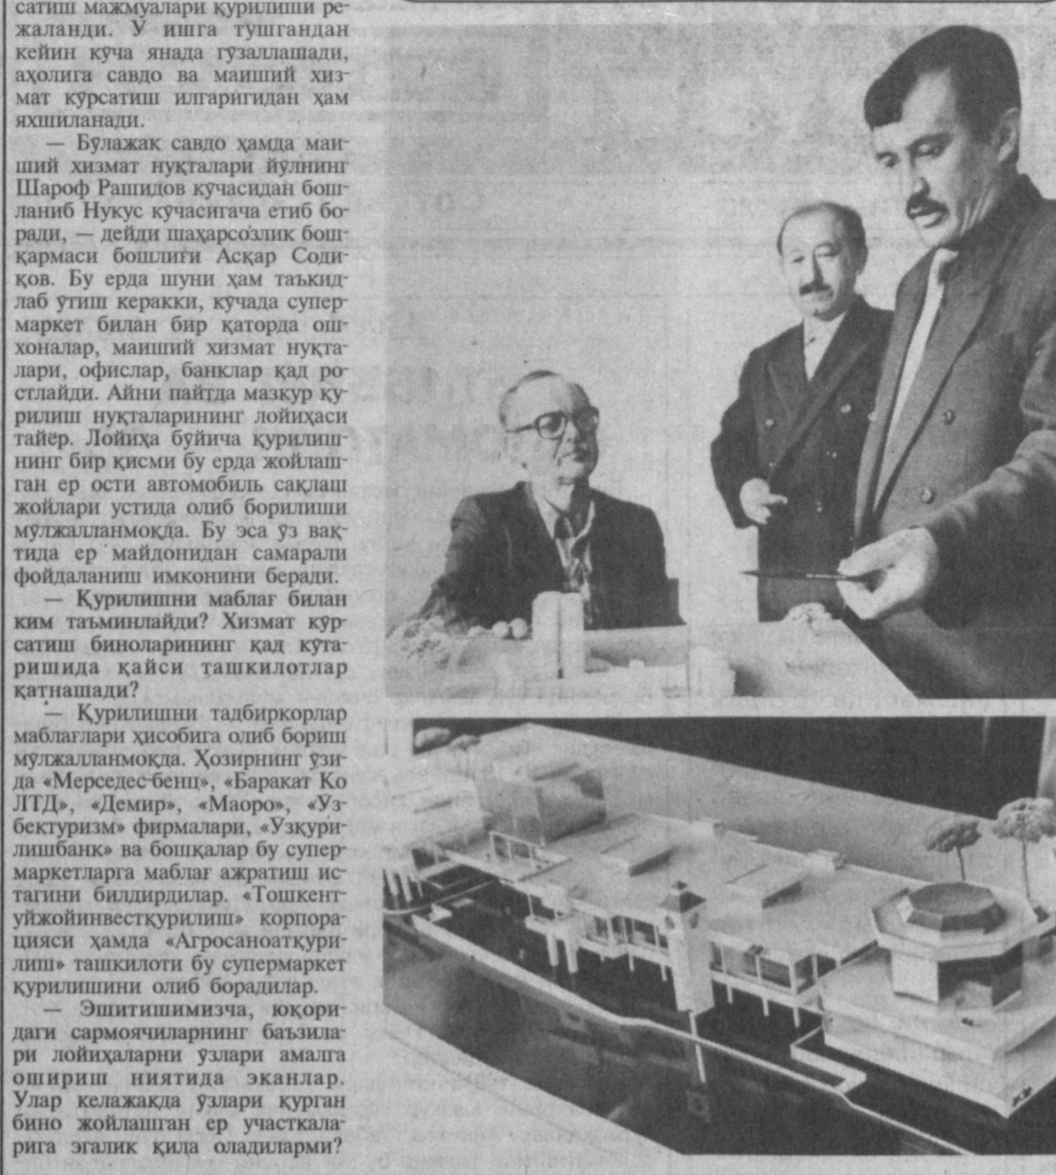 сатиш мажмуалари қурилиши ре-
жаланди. У ишга тушгандан
кейин кўча янада гўзаллашади,
аҳолига савдо ва маиший хиз-
мат кўрсатиш илгаригидан ҳам
яхшиланади.
— Бўлажак савдо ҳамда маи-
ший хизмат нуқталари йўлнинг
Шароф Рашидов кўчасидан бош-
ланиб Нукус кўчасигача етиб бо-
ради, — дейди шаҳарсозлик бош-
қармаси бошлиғи Асқар Соди-
қов. Бу ерда шуни ҳам таъкид-
лаб ўтиш керакки, кўчада супер-
маркет билан бир қаторда ош-
хоналар, маиший хизмат нуқта-
лари, офислар, банклар қад ро-
стлайди. Айни пайтда мазкур қу-
рилиш нуқталарининг лойиҳаси
тайёр. Лойиҳа бўйича қурилиш-
нинг бир қисми бу ерда жойлаш-
ган ер ости автомобиль сақлаш
жойлари устида олиб борилиши
мўлжалланмоқда. Бу эса ўз вақ-
тида ер майдонидан самарали
фойдаланиш имконини беради.
— Қурилишни маблағ билан
ким таъминлайди? Хизмат кўр-
сатиш биноларининг қад кўта-
ришида қайси ташкилотлар
қатнашади?
— Қурилишни тадбиркорлар
маблағлари ҳисобига олиб бориш
мўлжалланмоқда. Ҳозирнинг ўзи-
да «Мерседес-бенц», «Баракат Ко
ЛТД», «Демир», «Маоро», «Уз-
бектуризм» фирмалари, «Узқури-
лишбанк» ва бошқалар бу супер-
маркетларга маблағ ажратиш ис-
тагини билдирдилар. «Тошкент-
уйжойинвестқурилиш» корпора-
цияси ҳамда «Агросаноатқури-
лиш» ташкилоти бу супермаркет
қурилишини олиб борадилар.
— Эшитишимизча, юқори-
даги сармоячиларнинг баъзила-
ри лойиҳаларни ўзлари амалга
ошириш ниятида эканлар.
Улар келажакда ўзлари қурган
бино жойлашган ер участкала-
рига эгалик қила оладиларми?